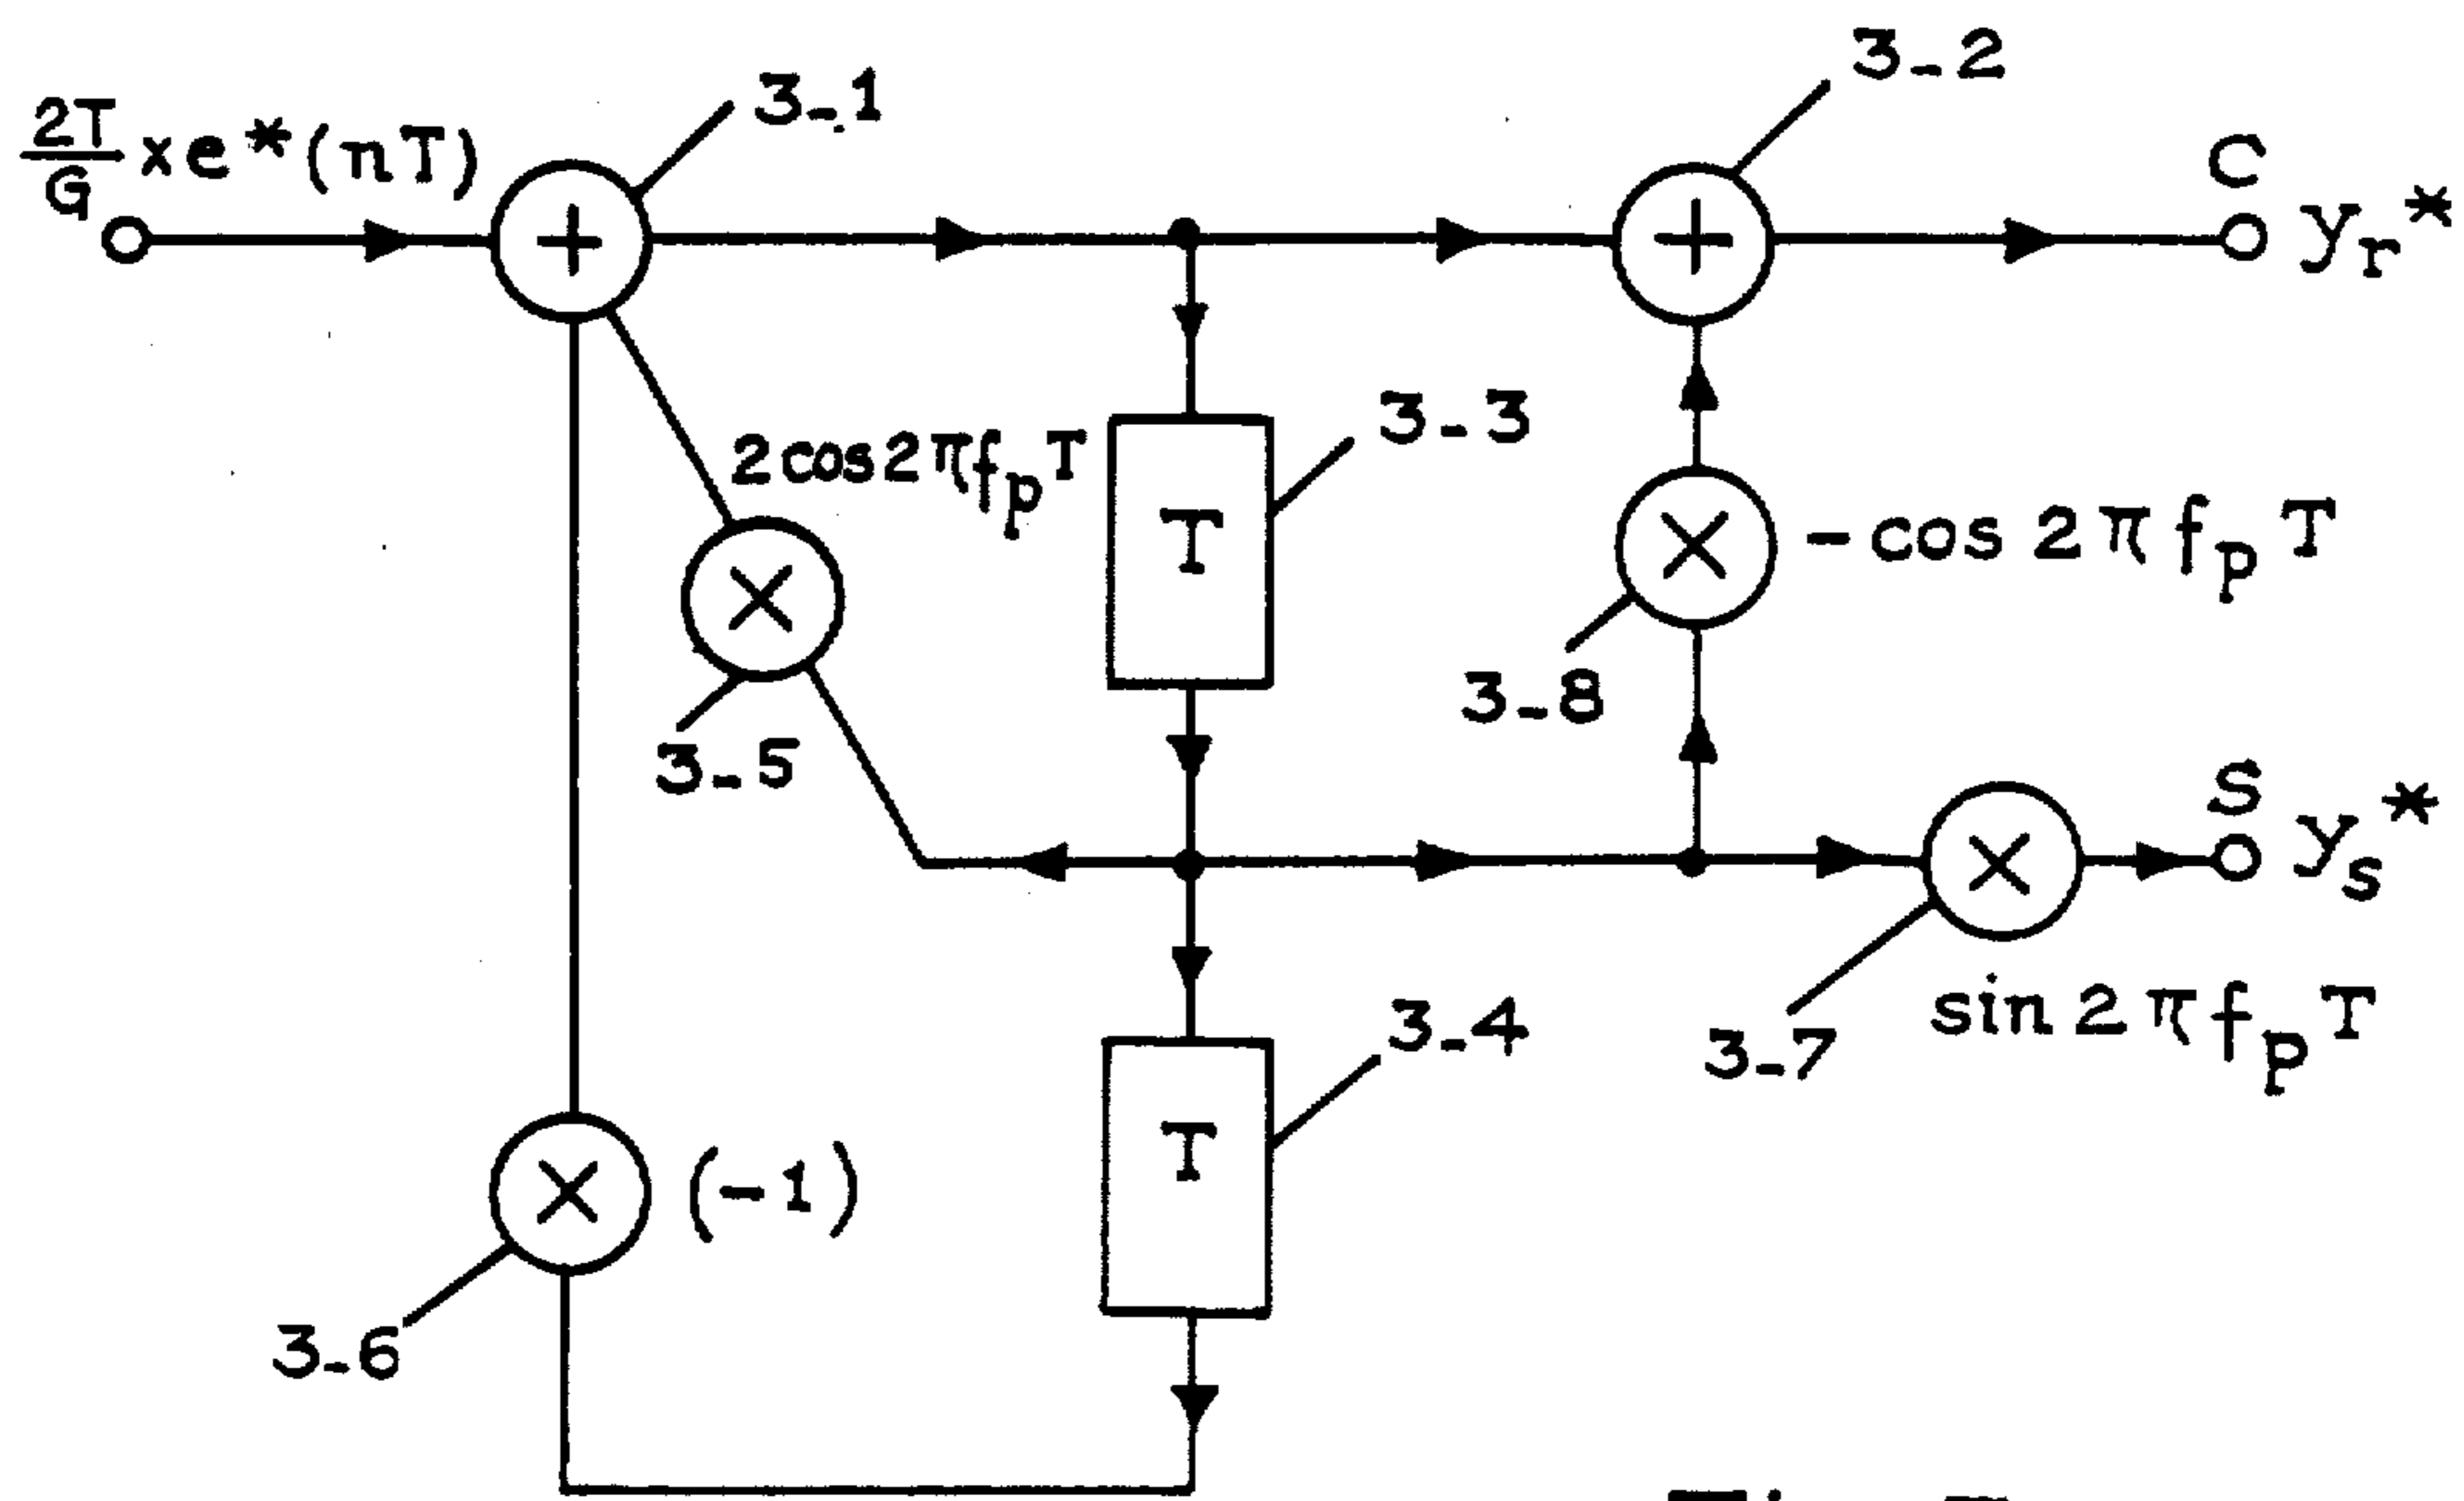 3-1
3-2
2T/G xe*(nT)
+
+
C
yr*
3-3
2cos2πfpT
T
×
×
-cos 2πfpT
3-8
3-5
S
ys*
×
3-4
sin 2πfpT
3-7
T
×
(-1)
3-6